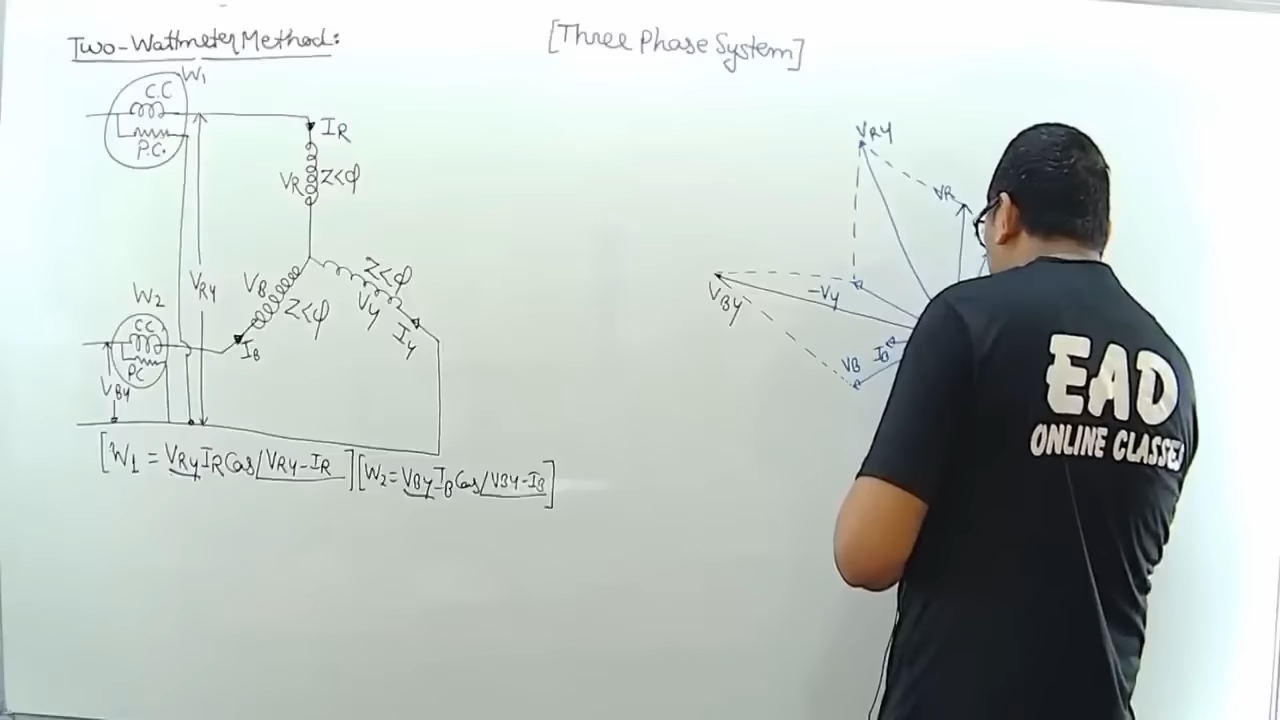 Two-Wattmeter Method:
[Three Phase System]
W1
C.C
P.C.
IR
VR
Z<φ
VRY
W2
CC
PC
VBY
VB
Z<φ
IB
Z<φ
VY
IY
[W1 = VRY IR Cos/VRY-IR] [W2 = VBY IB Cos/VBY-IB]
VRY
VR
-VY
VBY
VB
IB
EAD
ONLINE CLASSES